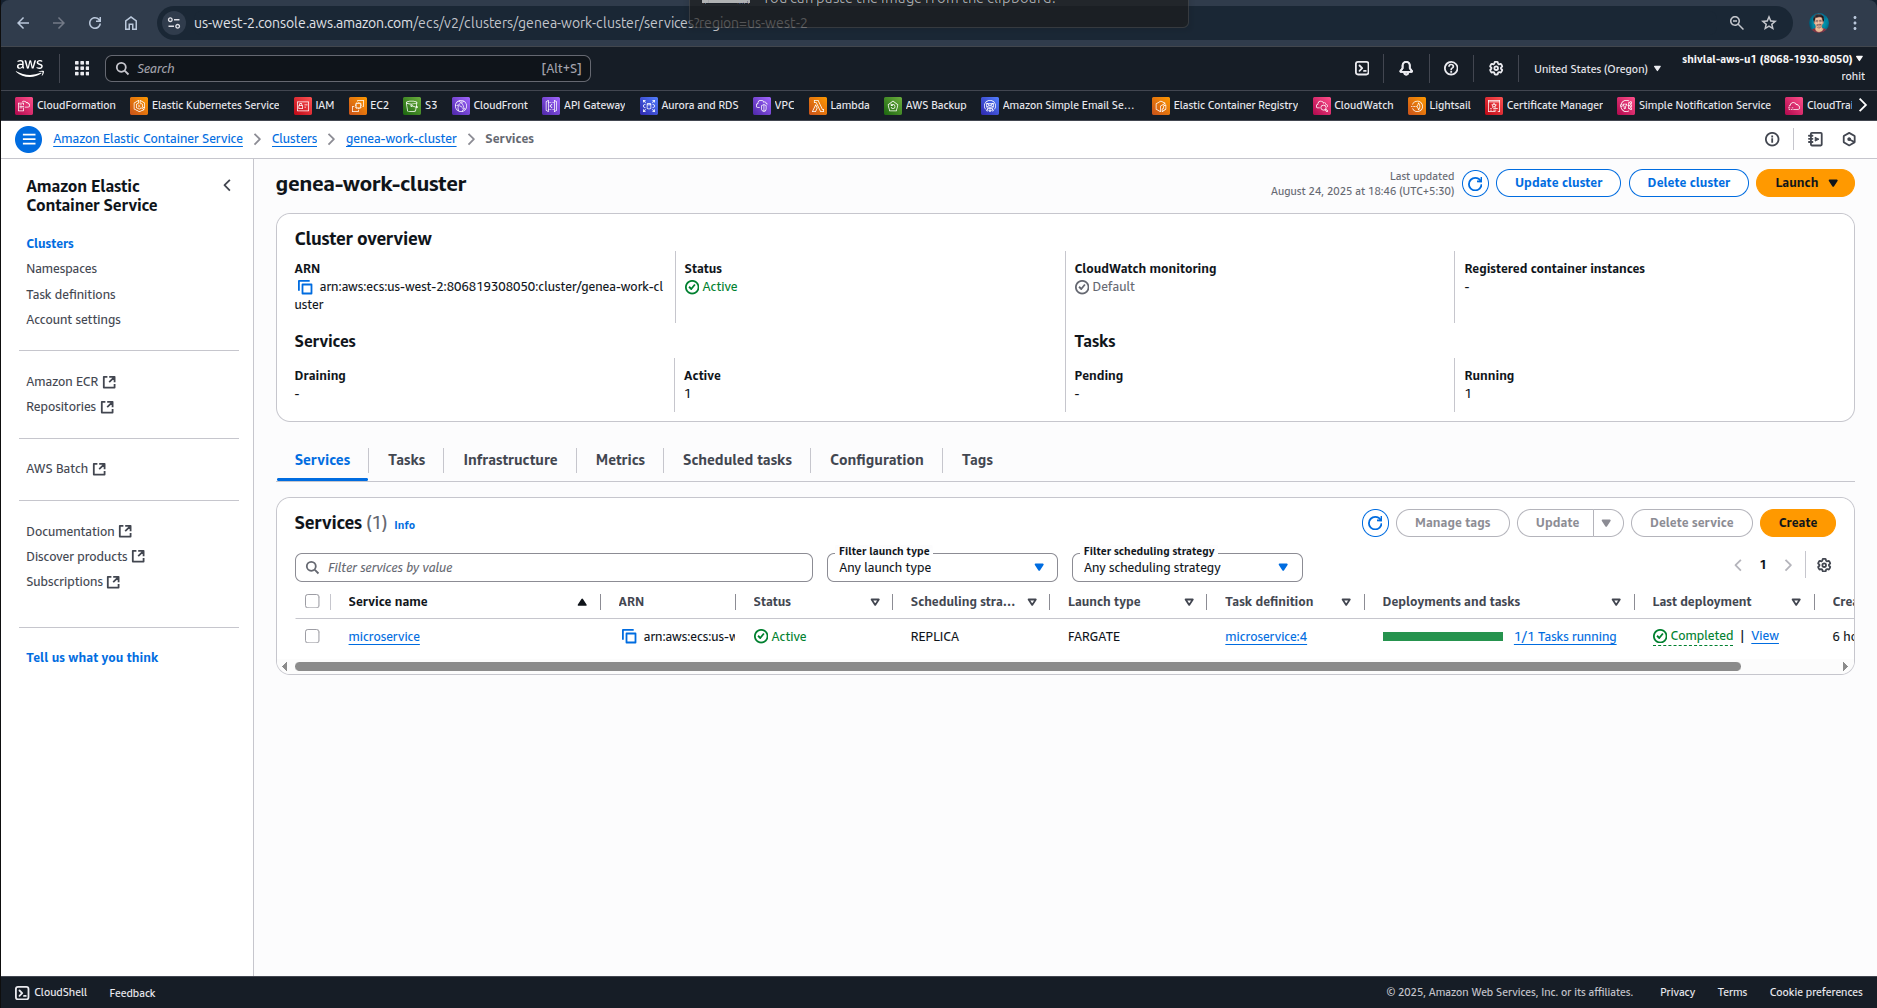 You can paste the image from the clipboard.
us-west-2.console.aws.amazon.com/ecs/v2/clusters/genea-work-cluster/services?region=us-west-2
aws
Search [Alt+S]
United States (Oregon)
shivlal-aws-u1 (8068-1930-8050)
rohit
CloudFormation Elastic Kubernetes Service IAM EC2 S3 CloudFront API Gateway Aurora and RDS VPC Lambda AWS Backup Amazon Simple Email Se... Elastic Container Registry CloudWatch Lightsail Certificate Manager Simple Notification Service CloudTrai
Amazon Elastic Container Service Clusters genea-work-cluster Services
Amazon Elastic
Container Service
Clusters
Namespaces
Task definitions
Account settings
Amazon ECR
Repositories
AWS Batch
Documentation
Discover products
Subscriptions
Tell us what you think
genea-work-cluster
Last updated
August 24, 2025 at 18:46 (UTC+5:30)
Update cluster Delete cluster Launch
Cluster overview
ARN
arn:aws:ecs:us-west-2:806819308050:cluster/genea-work-cl
uster
Status
Active
CloudWatch monitoring
Default
Registered container instances
-
Services
Draining
-
Active
1
Tasks
Pending
-
Running
1
Services Tasks Infrastructure Metrics Scheduled tasks Configuration Tags
Services (1) Info
Manage tags Update Delete service Create
Filter services by value
Filter launch type
Any launch type
Filter scheduling strategy
Any scheduling strategy
1
Service name ARN Status Scheduling stra... Launch type Task definition Deployments and tasks Last deployment Crea
microservice arn:aws:ecs:us-w Active REPLICA FARGATE microservice:4 1/1 Tasks running Completed | View 6 ho
CloudShell Feedback
© 2025, Amazon Web Services, Inc. or its affiliates. Privacy Terms Cookie preferences